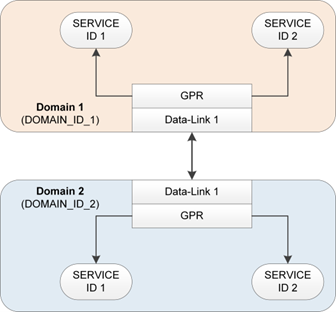 SERVICE
ID 1
SERVICE
ID 2
GPR
Domain 1
(DOMAIN_ID_1)
Data-Link 1
Domain 2
(DOMAIN_ID_2)
Data-Link 1
GPR
SERVICE
ID 1
SERVICE
ID 2